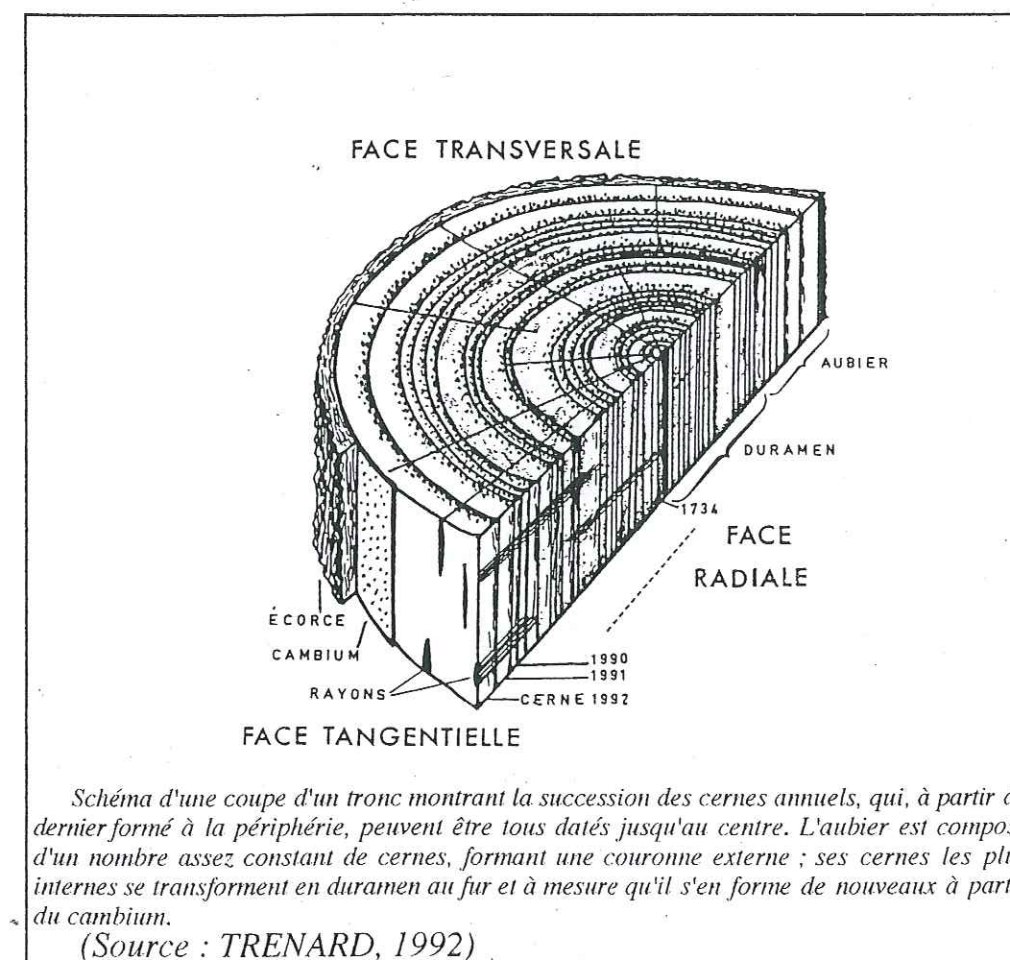 FACE TRANSVERSALE
AUBIER
DURAMEN
1734
FACE
RADIALE
ÉCORCE
CAMBIUM
RAYONS
1990
1991
CERNE 1992
FACE TANGENTIELLE
Schéma d'une coupe d'un tronc montrant la succession des cernes annuels, qui, à partir
dernier formé à la périphérie, peuvent être tous datés jusqu'au centre. L'aubier est compos
d'un nombre assez constant de cernes, formant une couronne externe ; ses cernes les pl
internes se transforment en duramen au fur et à mesure qu'il s'en forme de nouveaux à part
du cambium.
(Source : TRENARD, 1992)